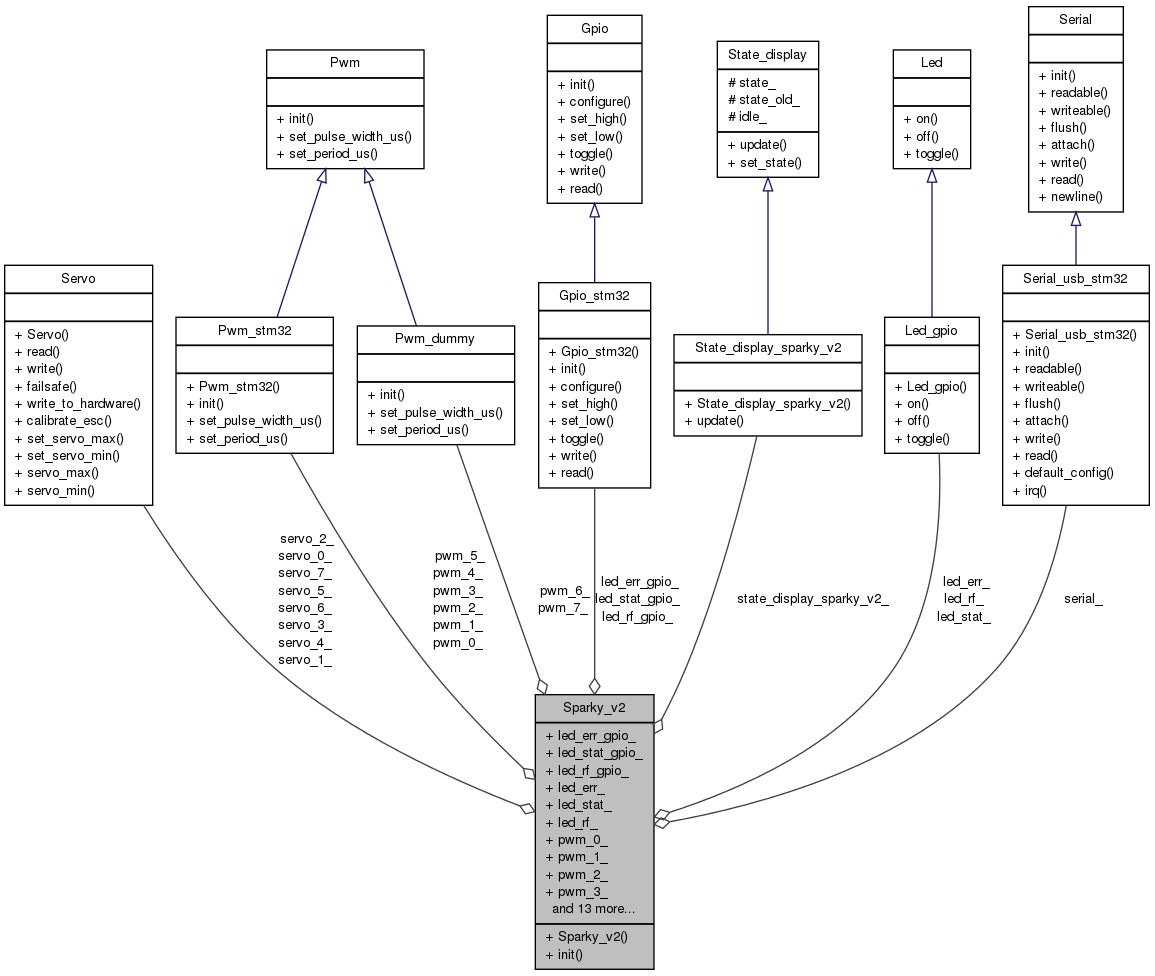 Serial
+ init()
+ readable()
+ writeable()
+ flush()
+ attach()
+ write()
+ read()
+ newline()
Gpio
+ init()
+ configure()
+ set_high()
+ set_low()
+ toggle()
+ write()
+ read()
State_display
# state_
# state_old_
# idle_
+ update()
+ set_state()
Pwm
+ init()
+ set_pulse_width_us()
+ set_period_us()
Led
+ on()
+ off()
+ toggle()
Servo
+ Servo()
+ read()
+ write()
+ failsafe()
+ write_to_hardware()
+ calibrate_esc()
+ set_servo_max()
+ set_servo_min()
+ servo_max()
+ servo_min()
Pwm_stm32
+ Pwm_stm32()
+ init()
+ set_pulse_width_us()
+ set_period_us()
Pwm_dummy
+ init()
+ set_pulse_width_us()
+ set_period_us()
Gpio_stm32
+ Gpio_stm32()
+ init()
+ configure()
+ set_high()
+ set_low()
+ toggle()
+ write()
+ read()
State_display_sparky_v2
+ State_display_sparky_v2()
+ update()
Led_gpio
+ Led_gpio()
+ on()
+ off()
+ toggle()
Serial_usb_stm32
+ Serial_usb_stm32()
+ init()
+ readable()
+ writeable()
+ flush()
+ attach()
+ write()
+ read()
+ default_config()
+ irq()
servo_2_
servo_0_
servo_7_
servo_5_
servo_6_
servo_3_
servo_4_
servo_1_
pwm_5_
pwm_4_
pwm_3_
pwm_2_
pwm_1_
pwm_0_
pwm_6_
pwm_7_
led_err_gpio_
led_stat_gpio_
led_rf_gpio_
state_display_sparky_v2_
led_err_
led_rf_
led_stat_
serial_
Sparky_v2
+ led_err_gpio_
+ led_stat_gpio_
+ led_rf_gpio_
+ led_err_
+ led_stat_
+ led_rf_
+ pwm_0_
+ pwm_1_
+ pwm_2_
+ pwm_3_
and 13 more...
+ Sparky_v2()
+ init()